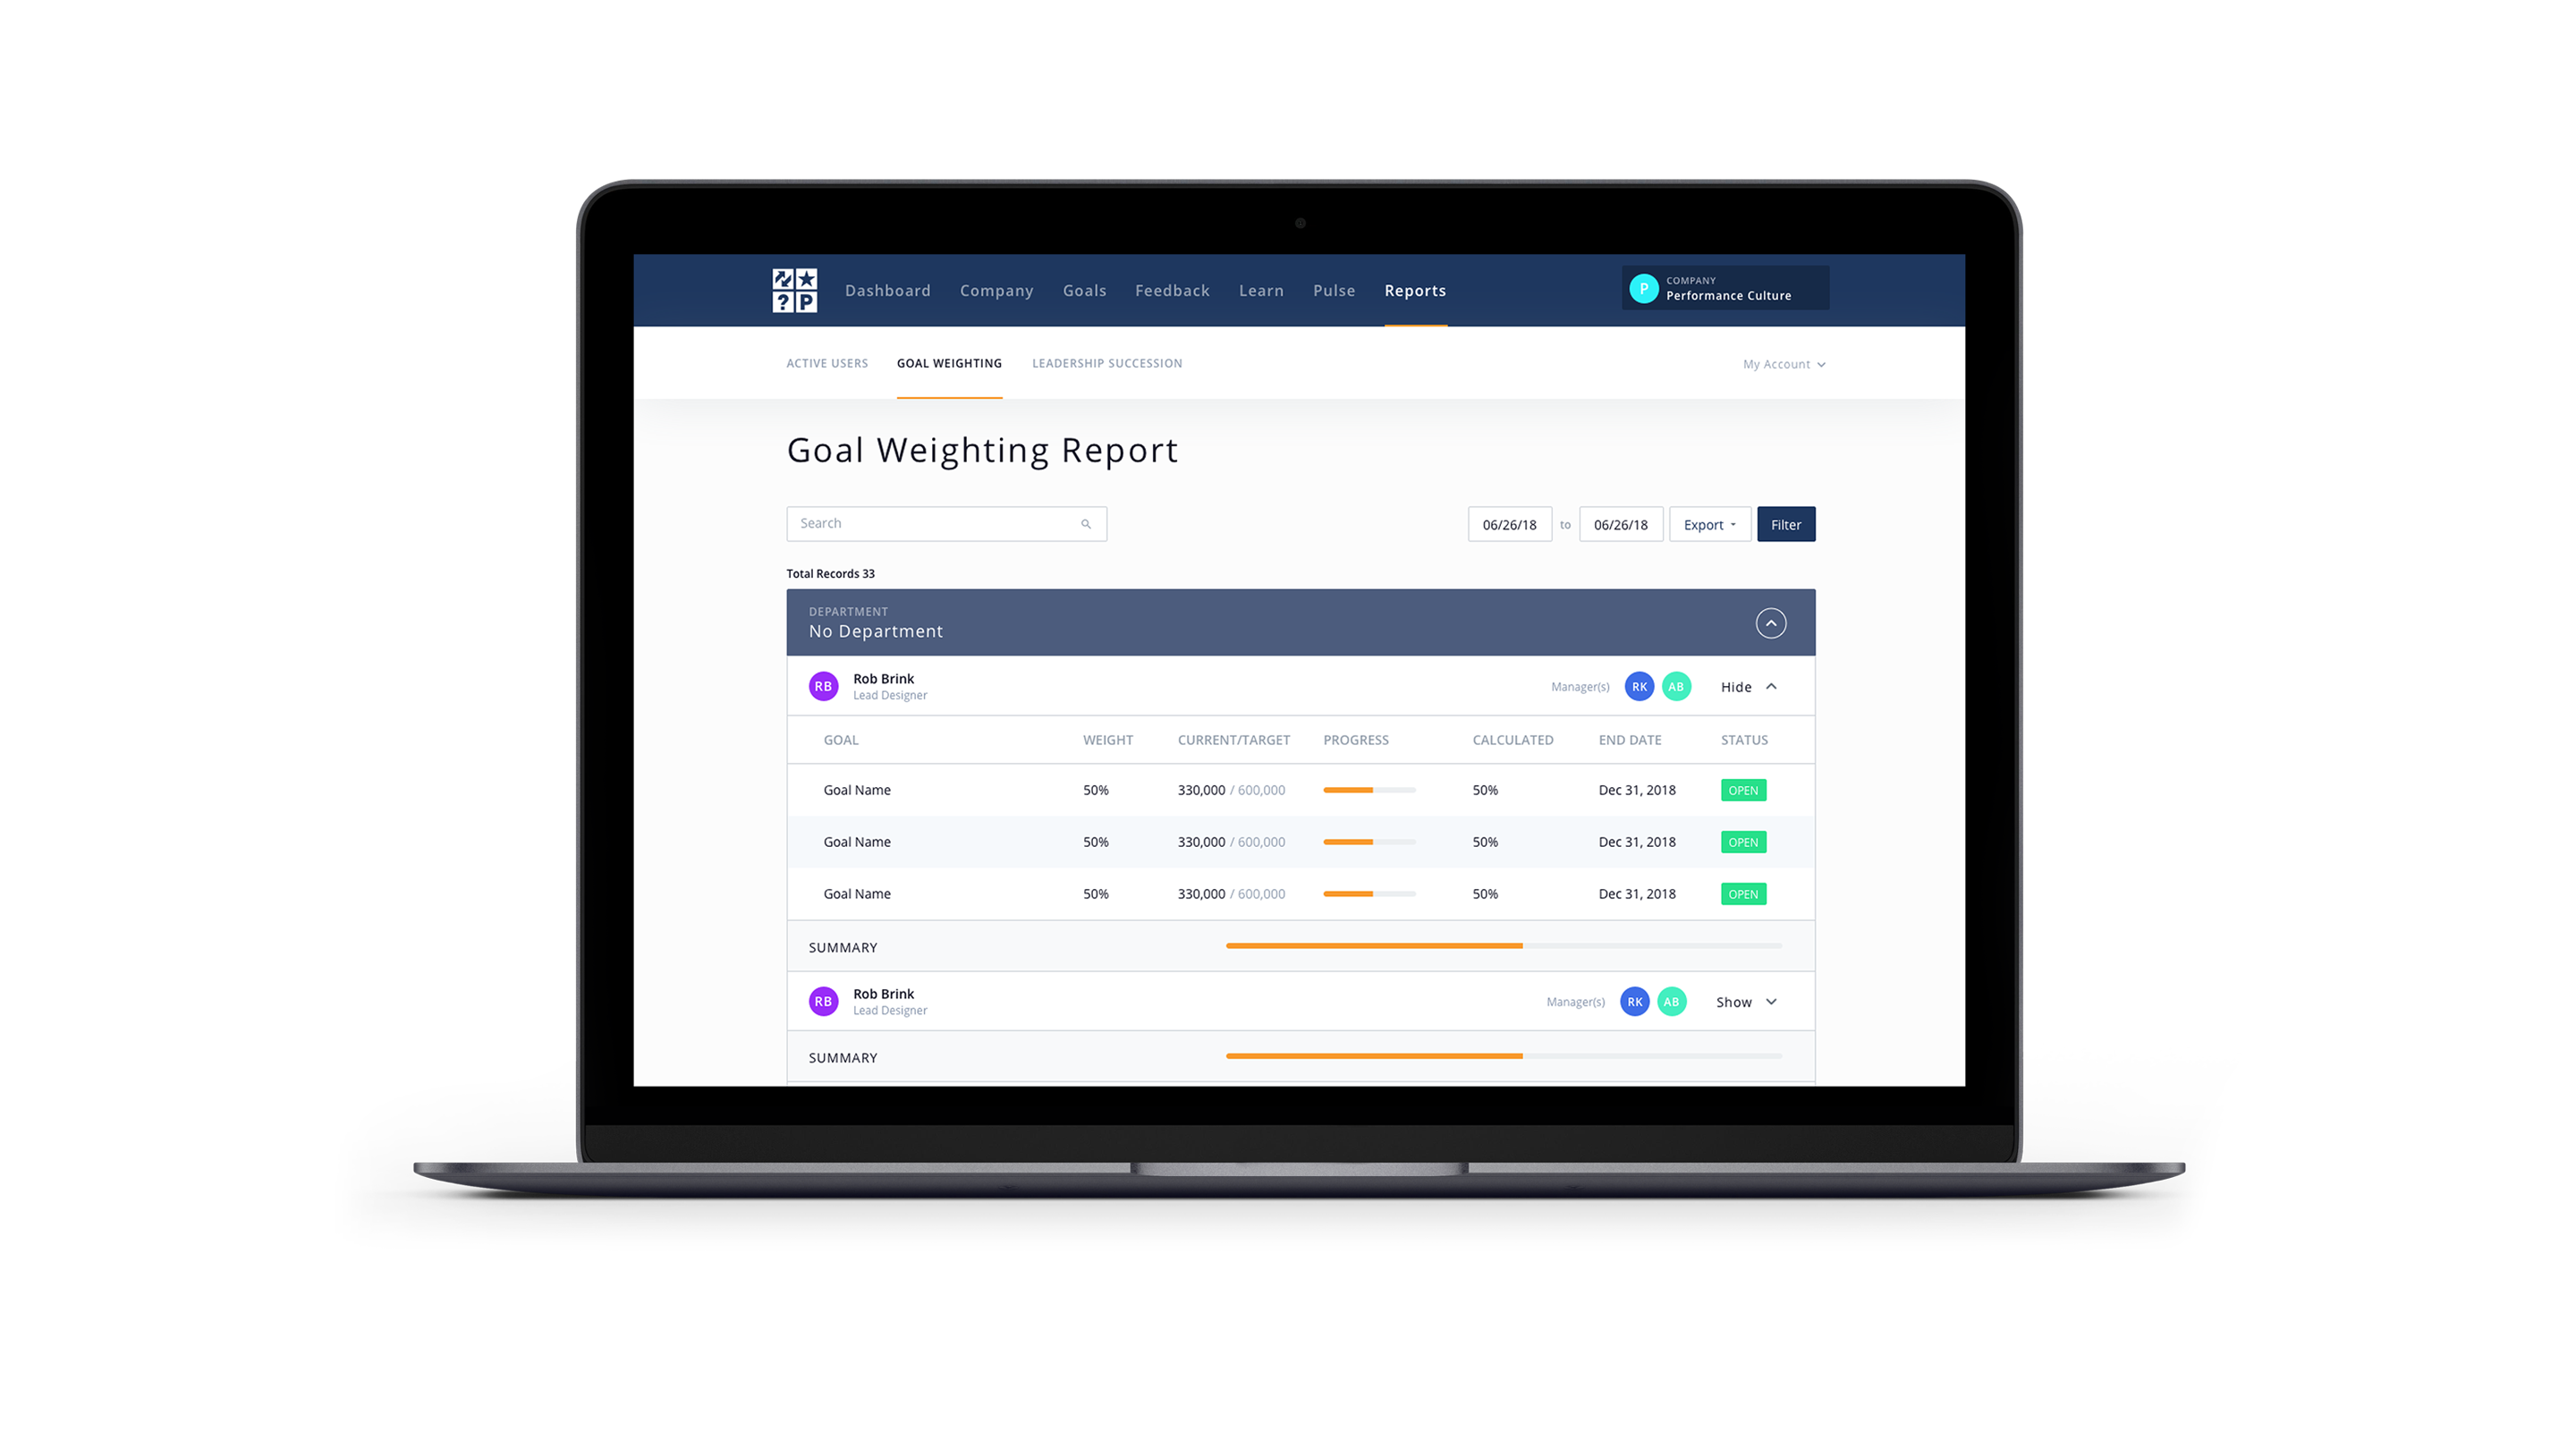 ? P
Dashboard Company Goals Feedback Learn Pulse Reports
P COMPANY
Performance Culture
ACTIVE USERS GOAL WEIGHTING LEADERSHIP SUCCESSION My Account
Goal Weighting Report
Search 06/26/18 to 06/26/18 Export Filter
Total Records 33
DEPARTMENT
No Department
RB Rob Brink Manager(s) RK AB Hide
Lead Designer
GOAL WEIGHT CURRENT/TARGET PROGRESS CALCULATED END DATE STATUS
Goal Name 50% 330,000 / 600,000 50% Dec 31, 2018 OPEN
Goal Name 50% 330,000 / 600,000 50% Dec 31, 2018 OPEN
Goal Name 50% 330,000 / 600,000 50% Dec 31, 2018 OPEN
SUMMARY
RB Rob Brink Manager(s) RK AB Show
Lead Designer
SUMMARY